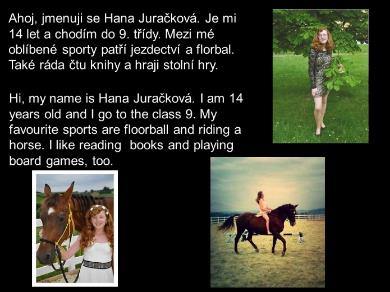 Ahoj, jmenuji se Hana Juračková. Je mi
14 let a chodím do 9. třídy. Mezi mé
oblíbené sporty patří jezdectví a florbal.
Také ráda čtu knihy a hraji stolní hry.
Hi, my name is Hana Juračková. I am 14
years old and I go to the class 9. My
favourite sports are floorball and riding a
horse. I like reading books and playing
board games, too.